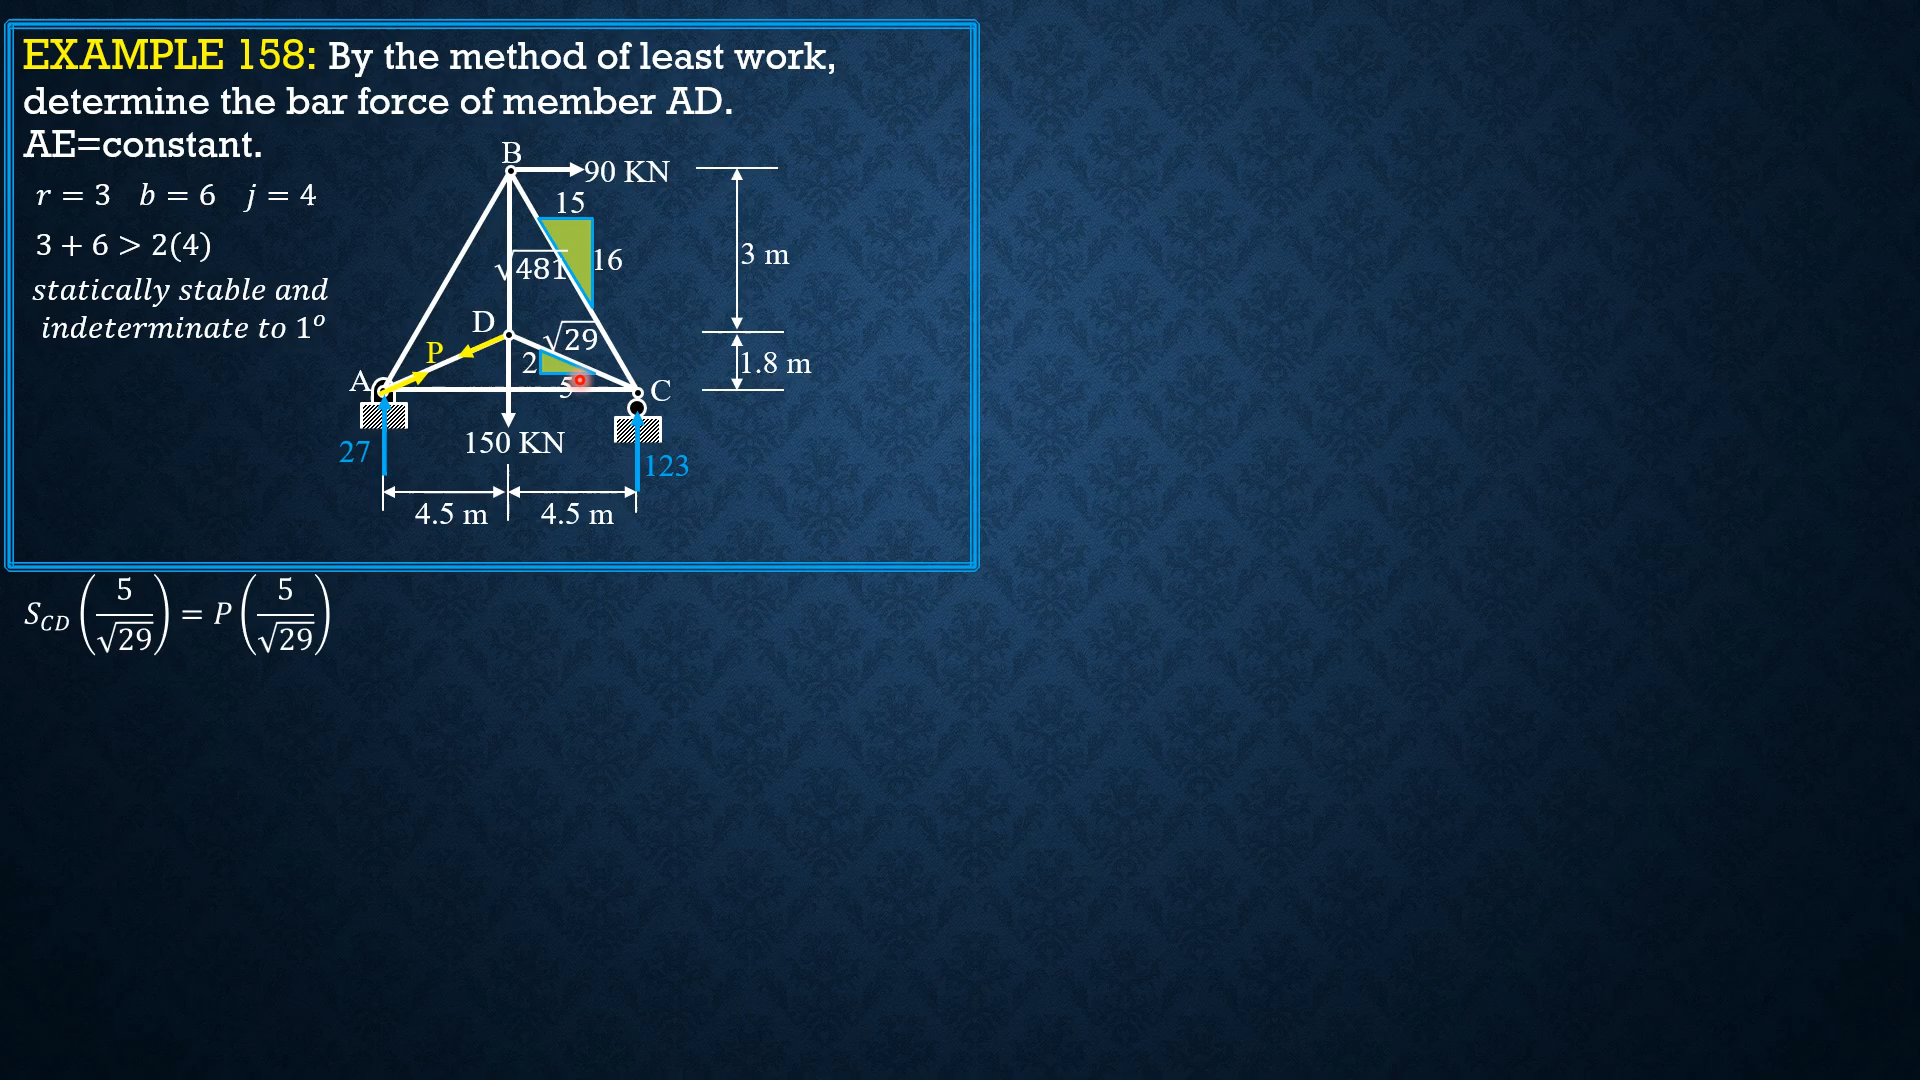 EXAMPLE 158: By the method of least work,
determine the bar force of member AD.
AE=constant.
r = 3 b = 6 j = 4
3 + 6 > 2(4)
statically stable and
indeterminate to 1°
B
90 KN
15
√481
16
3 m
D
√29
P
2
5
1.8 m
A
C
150 KN
27
123
4.5 m
4.5 m
S_CD (5/√29) = P (5/√29)